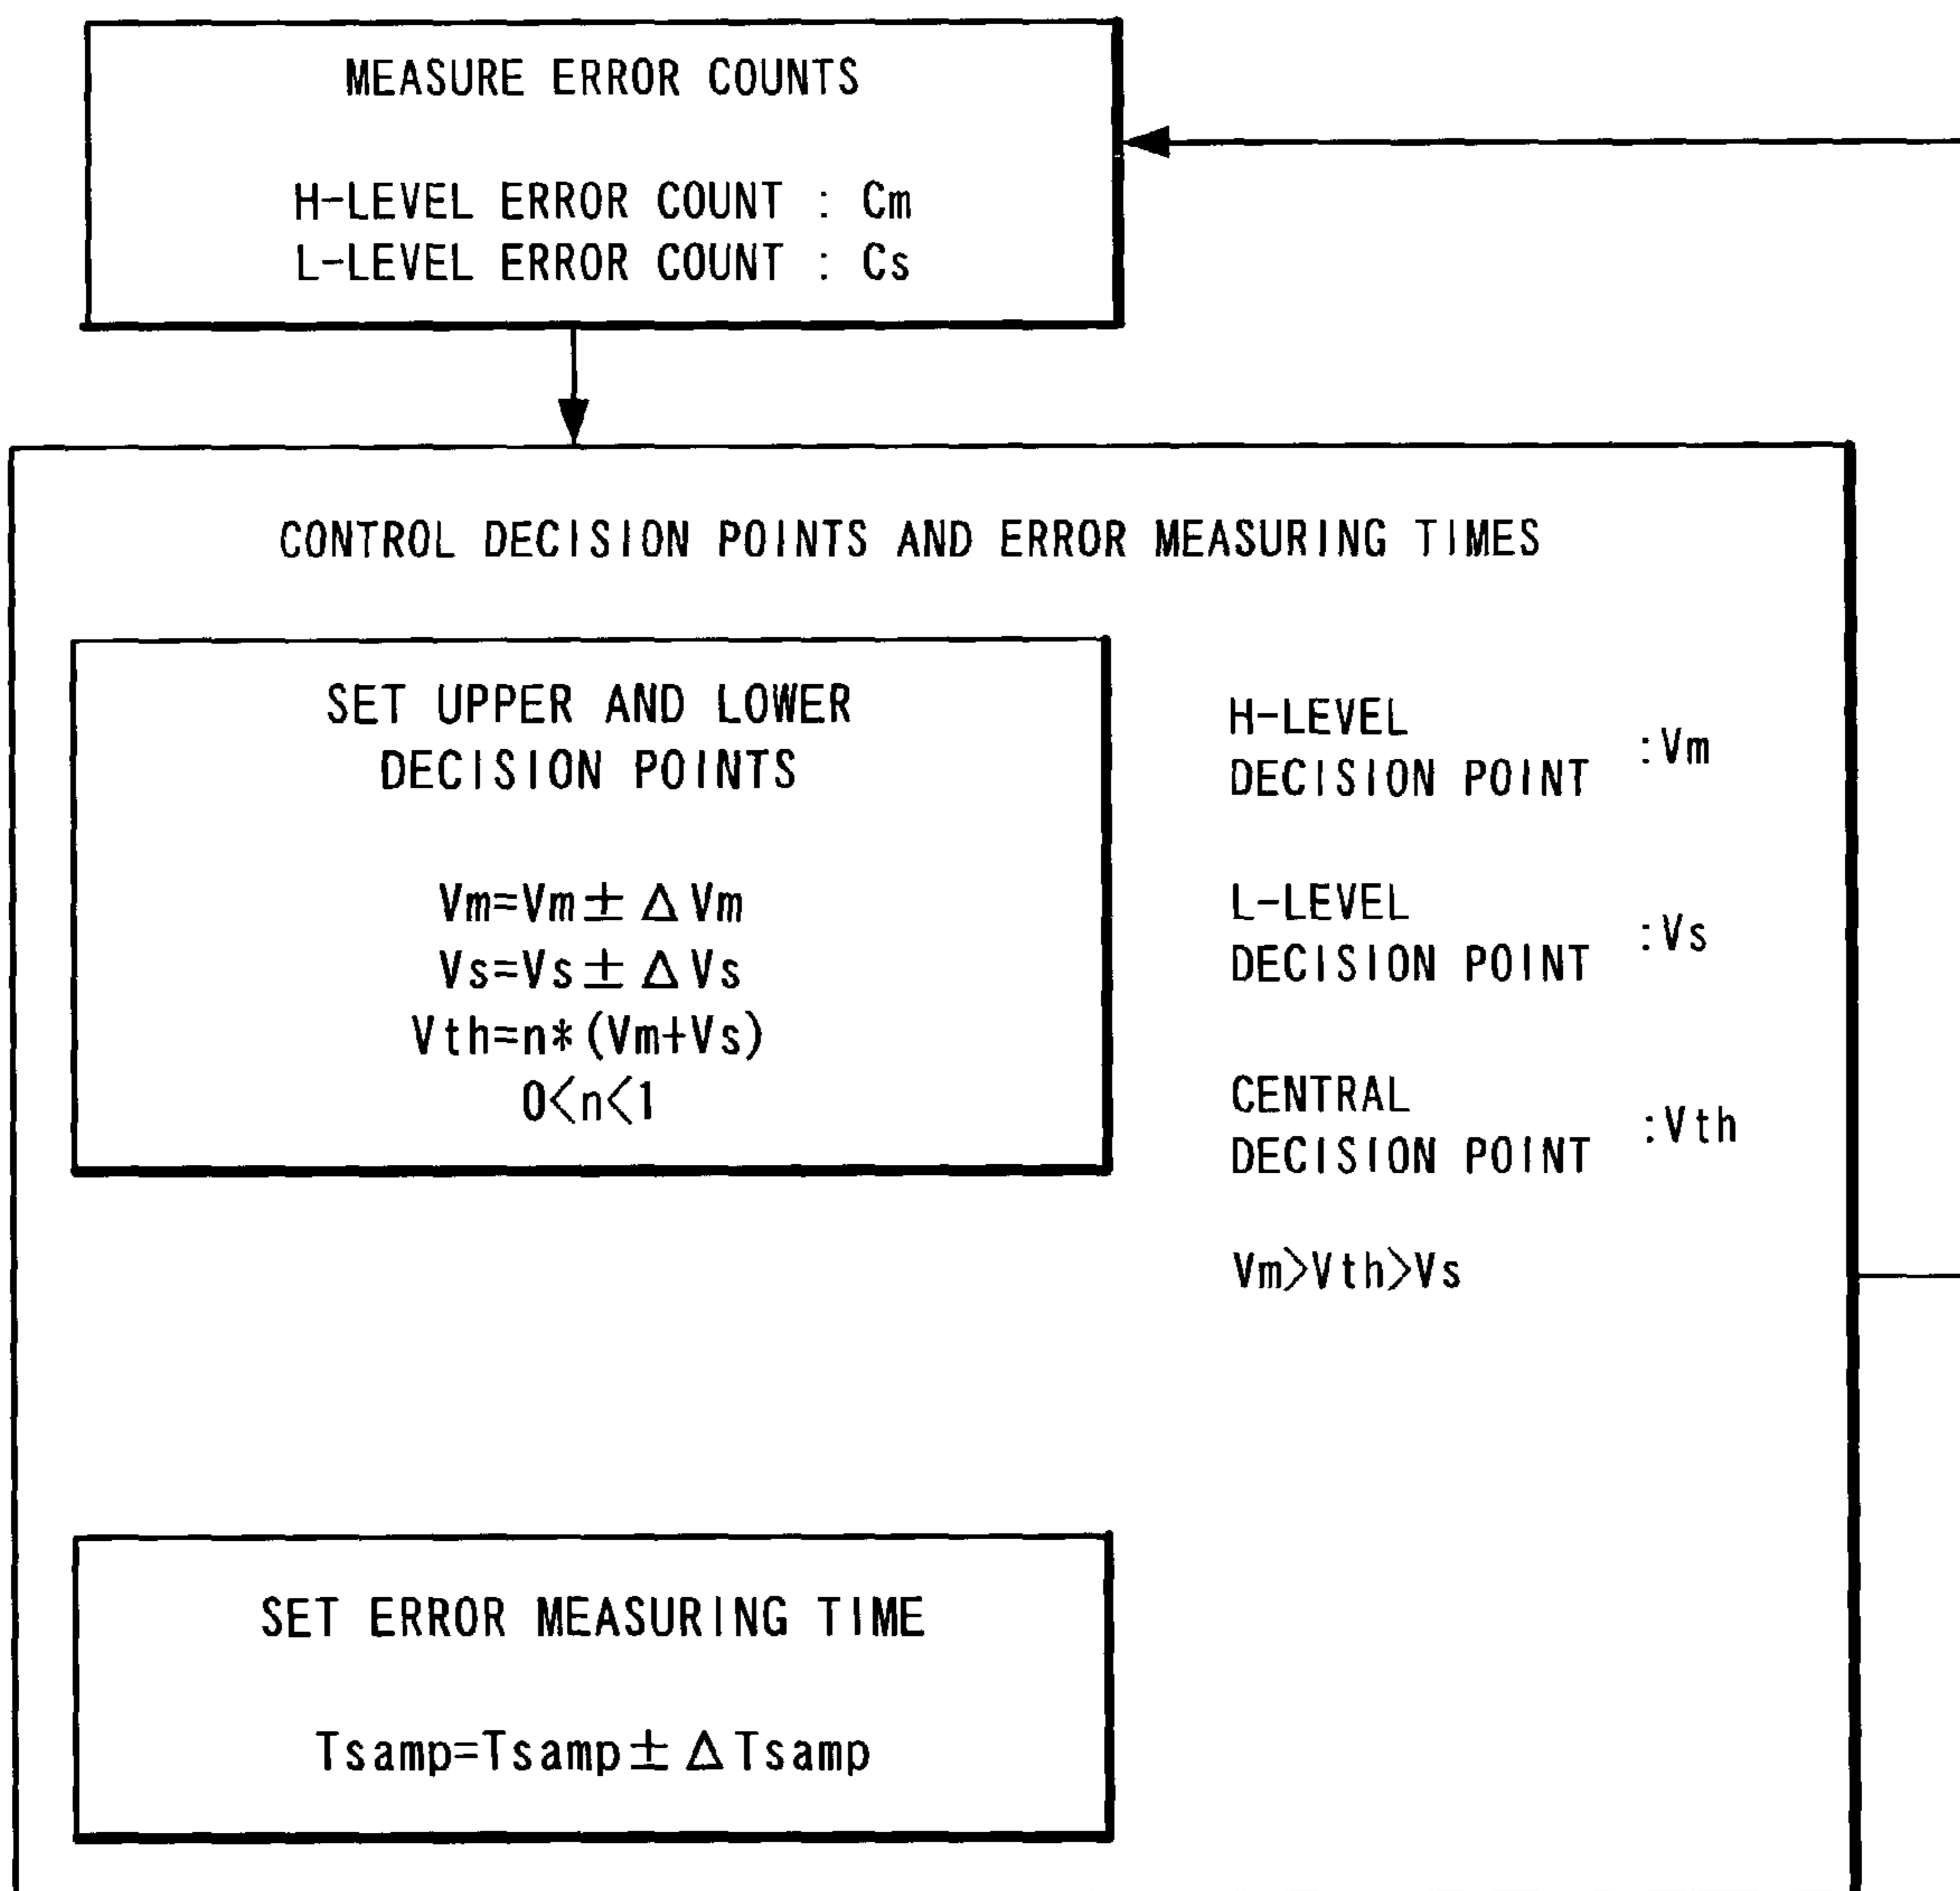 MEASURE ERROR COUNTS
H-LEVEL ERROR COUNT : Cm
L-LEVEL ERROR COUNT : Cs
CONTROL DECISION POINTS AND ERROR MEASURING TIMES
SET UPPER AND LOWER
DECISION POINTS
Vm=Vm±ΔVm
Vs=Vs±ΔVs
Vth=n*(Vm+Vs)
0<n<1
H-LEVEL
DECISION POINT :Vm
L-LEVEL
DECISION POINT :Vs
CENTRAL
DECISION POINT :Vth
Vm>Vth>Vs
SET ERROR MEASURING TIME
Tsamp=Tsamp±ΔTsamp